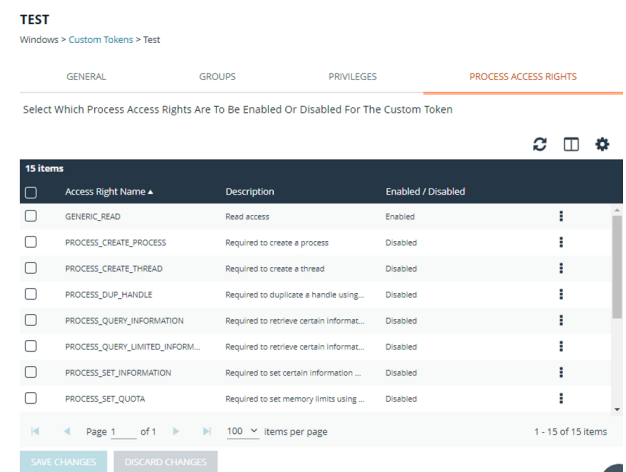 TEST
Windows > Custom Tokens > Test
GENERAL GROUPS PRIVILEGES PROCESS ACCESS RIGHTS
Select Which Process Access Rights Are To Be Enabled Or Disabled For The Custom Token
15 items
Access Right Name Description Enabled / Disabled
GENERIC_READ Read access Enabled
PROCESS_CREATE_PROCESS Required to create a process Disabled
PROCESS_CREATE_THREAD Required to create a thread Disabled
PROCESS_DUP_HANDLE Required to duplicate a handle using... Disabled
PROCESS_QUERY_INFORMATION Required to retrieve certain informat... Disabled
PROCESS_QUERY_LIMITED_INFORM... Required to retrieve certain informat... Disabled
PROCESS_SET_INFORMATION Required to set certain information ... Disabled
PROCESS_SET_QUOTA Required to set memory limits using ... Disabled
Page 1 of 1 100 items per page 1 - 15 of 15 items
SAVE CHANGES DISCARD CHANGES